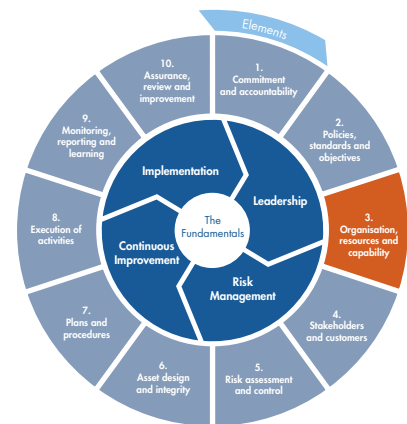 Elements
1.
Commitment
and accountability
2.
Policies,
standards and
objectives
3.
Organisation,
resources and
capability
4.
Stakeholders
and customers
5.
Risk assessment
and control
6.
Asset design
and integrity
7.
Plans and
procedures
8.
Execution of
activities
9.
Monitoring,
reporting and
learning
10.
Assurance,
review and
improvement
Implementation
Leadership
The
Fundamentals
Continuous
Improvement
Risk
Management